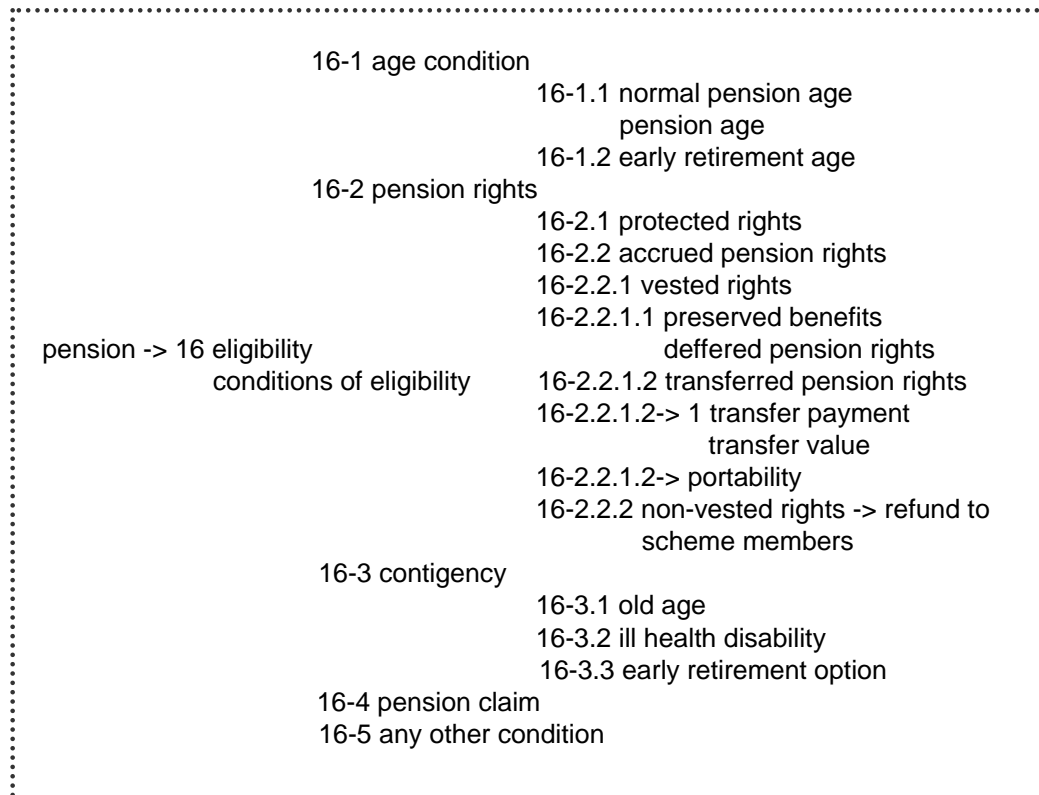 16-1 age condition
16-1.1 normal pension age
pension age
16-1.2 early retirement age
16-2 pension rights
16-2.1 protected rights
16-2.2 accrued pension rights
16-2.2.1 vested rights
16-2.2.1.1 preserved benefits
pension -> 16 eligibility deffered pension rights
conditions of eligibility 16-2.2.1.2 transferred pension rights
16-2.2.1.2-> 1 transfer payment
transfer value
16-2.2.1.2-> portability
16-2.2.2 non-vested rights -> refund to
scheme members
16-3 contigency
16-3.1 old age
16-3.2 ill health disability
16-3.3 early retirement option
16-4 pension claim
16-5 any other condition